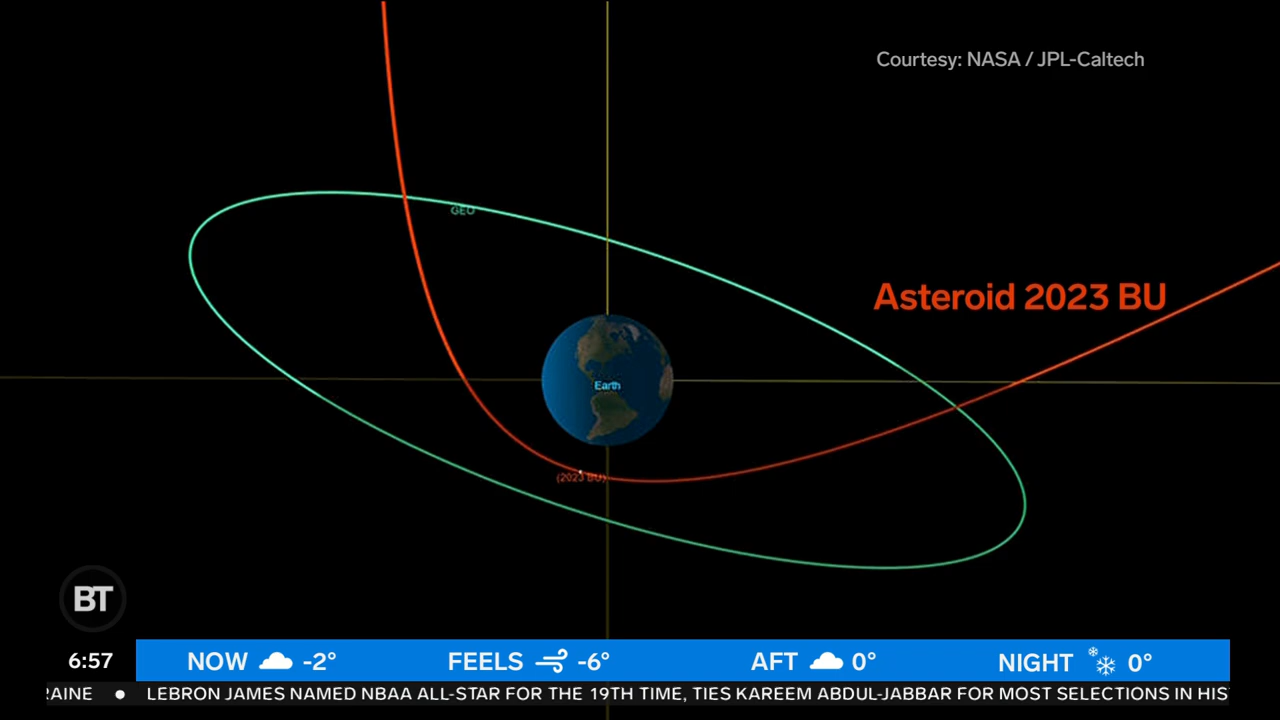 Courtesy: NASA / JPL-Caltech
GEO
Asteroid 2023 BU
Earth
(2023 BU)
BT
6:57
NOW -2°
FEELS -6°
AFT 0°
NIGHT 0°
RAINE ● LEBRON JAMES NAMED NBAA ALL-STAR FOR THE 19TH TIME, TIES KAREEM ABDUL-JABBAR FOR MOST SELECTIONS IN HIS